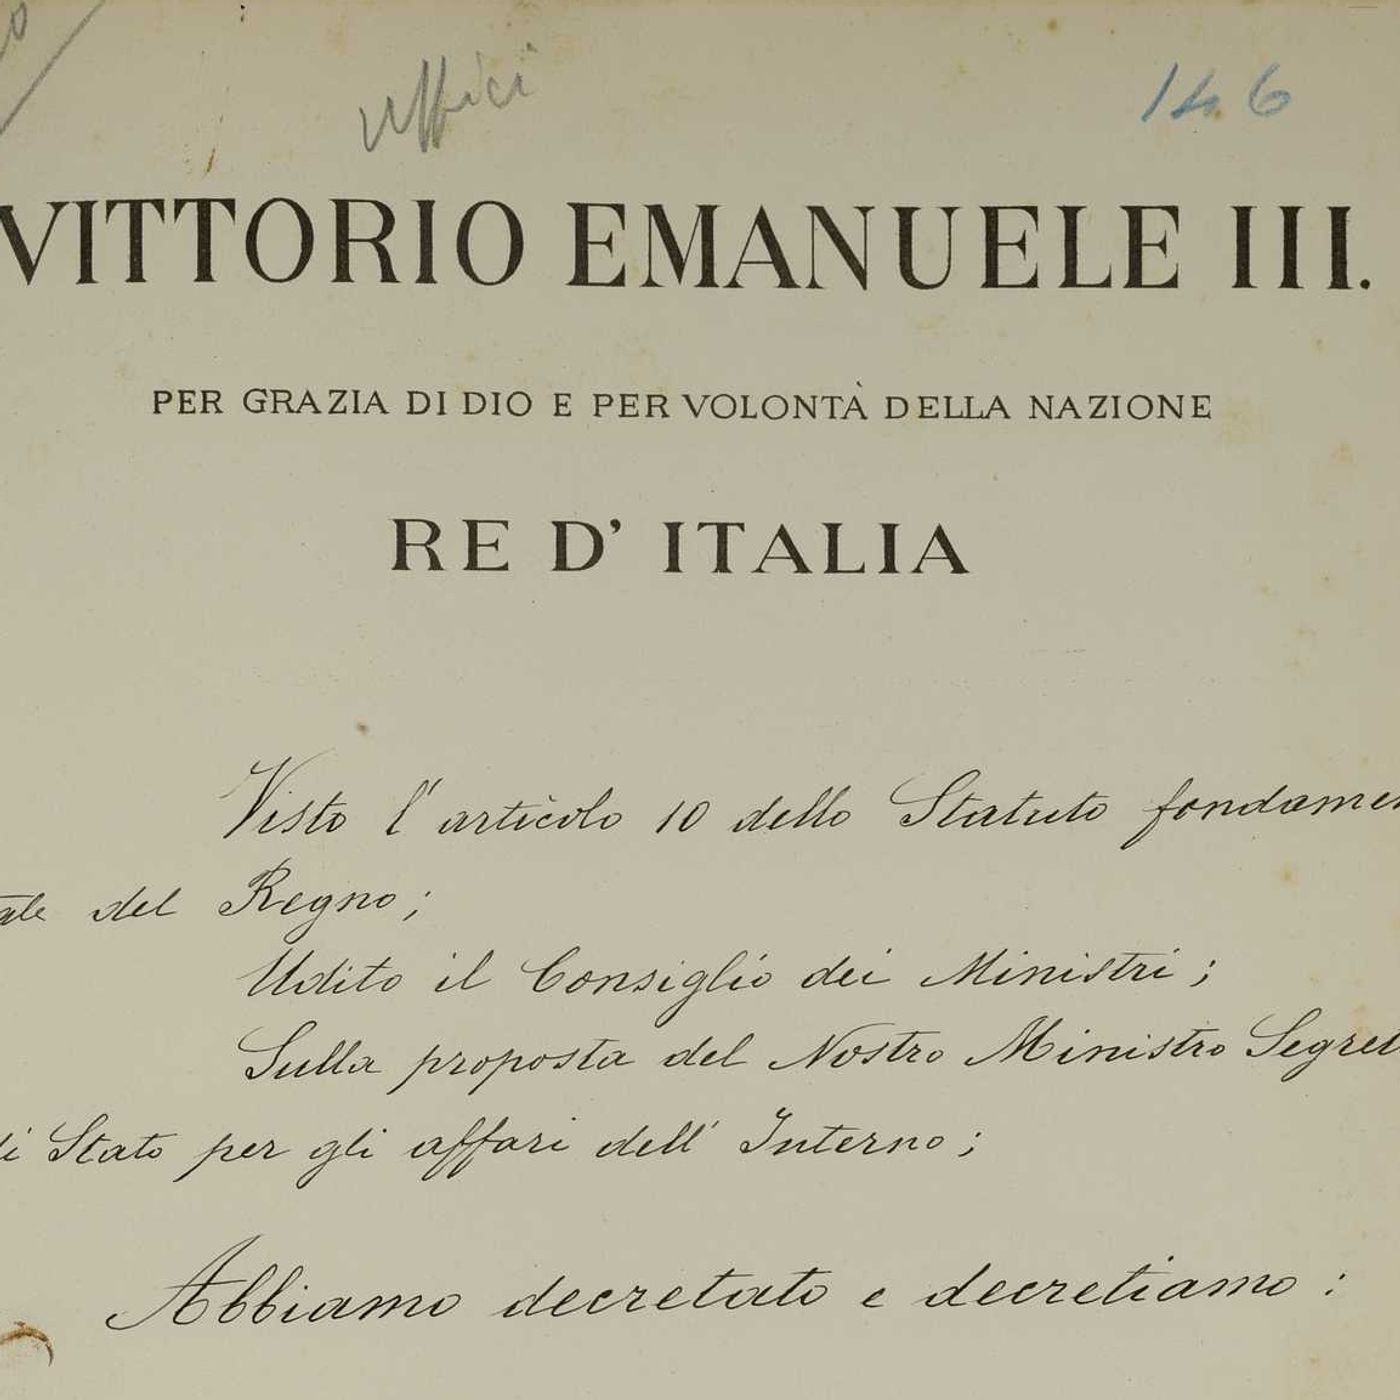 uffici
146
VITTORIO EMANUELE III.
PER GRAZIA DI DIO E PER VOLONTÀ DELLA NAZIONE
RE D' ITALIA
Visto l'articolo 10 dello Statuto fondamen
tale del Regno;
Udito il Consiglio dei Ministri;
Sulla proposta del Nostro Ministro Segret
di Stato per gli affari dell'Interno;
Abbiamo decretato e decretiamo: